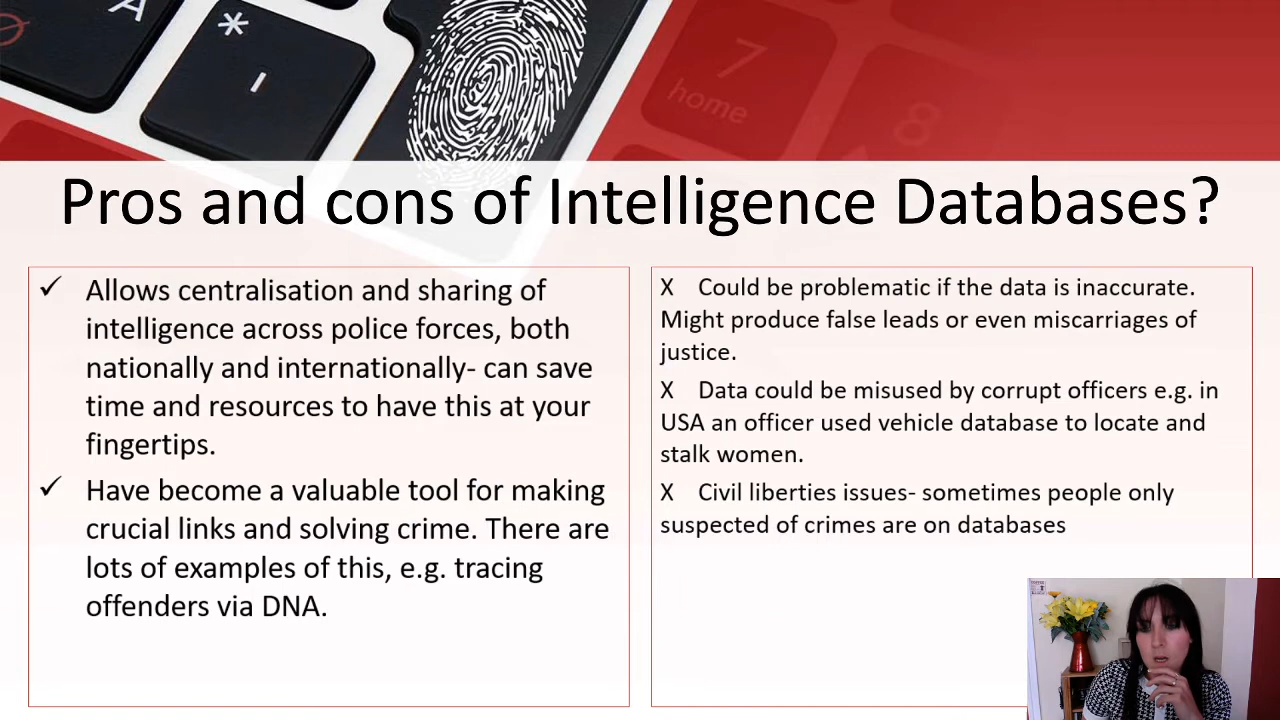 A
*
7
home
8
Pros and cons of Intelligence Databases?
✓ Allows centralisation and sharing of
intelligence across police forces, both
nationally and internationally- can save
time and resources to have this at your
fingertips.
✓ Have become a valuable tool for making
crucial links and solving crime. There are
lots of examples of this, e.g. tracing
offenders via DNA.
X Could be problematic if the data is inaccurate.
Might produce false leads or even miscarriages of
justice.
X Data could be misused by corrupt officers e.g. in
USA an officer used vehicle database to locate and
stalk women.
X Civil liberties issues- sometimes people only
suspected of crimes are on databases